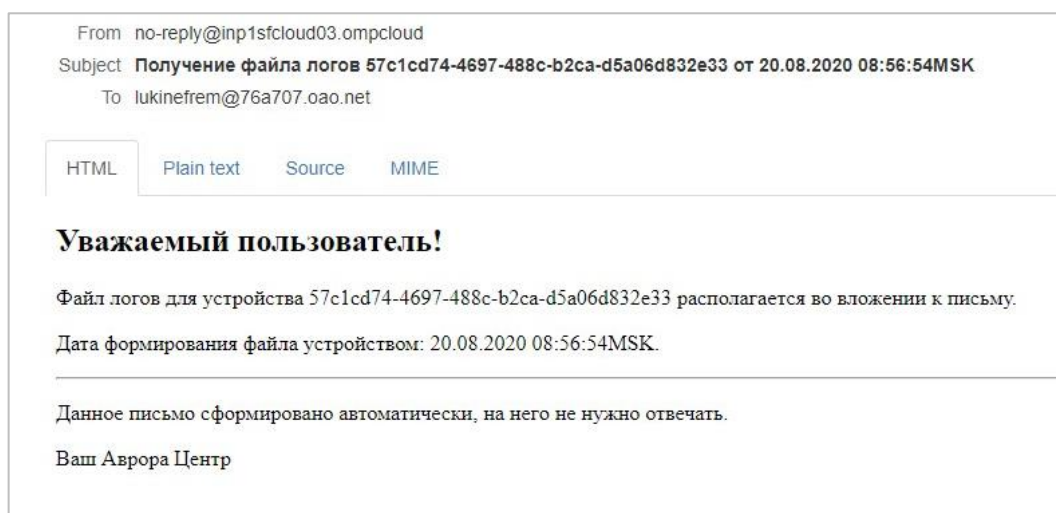 From no-reply@inp1sfcloud03.ompcloud
Subject Получение файла логов 57c1cd74-4697-488c-b2ca-d5a06d832e33 от 20.08.2020 08:56:54MSK
To lukinefrem@76a707.oao.net
HTML Plain text Source MIME
Уважаемый пользователь!
Файл логов для устройства 57c1cd74-4697-488c-b2ca-d5a06d832e33 располагается во вложении к письму.
Дата формирования файла устройством: 20.08.2020 08:56:54MSK.
Данное письмо сформировано автоматически, на него не нужно отвечать.
Ваш Аврора Центр